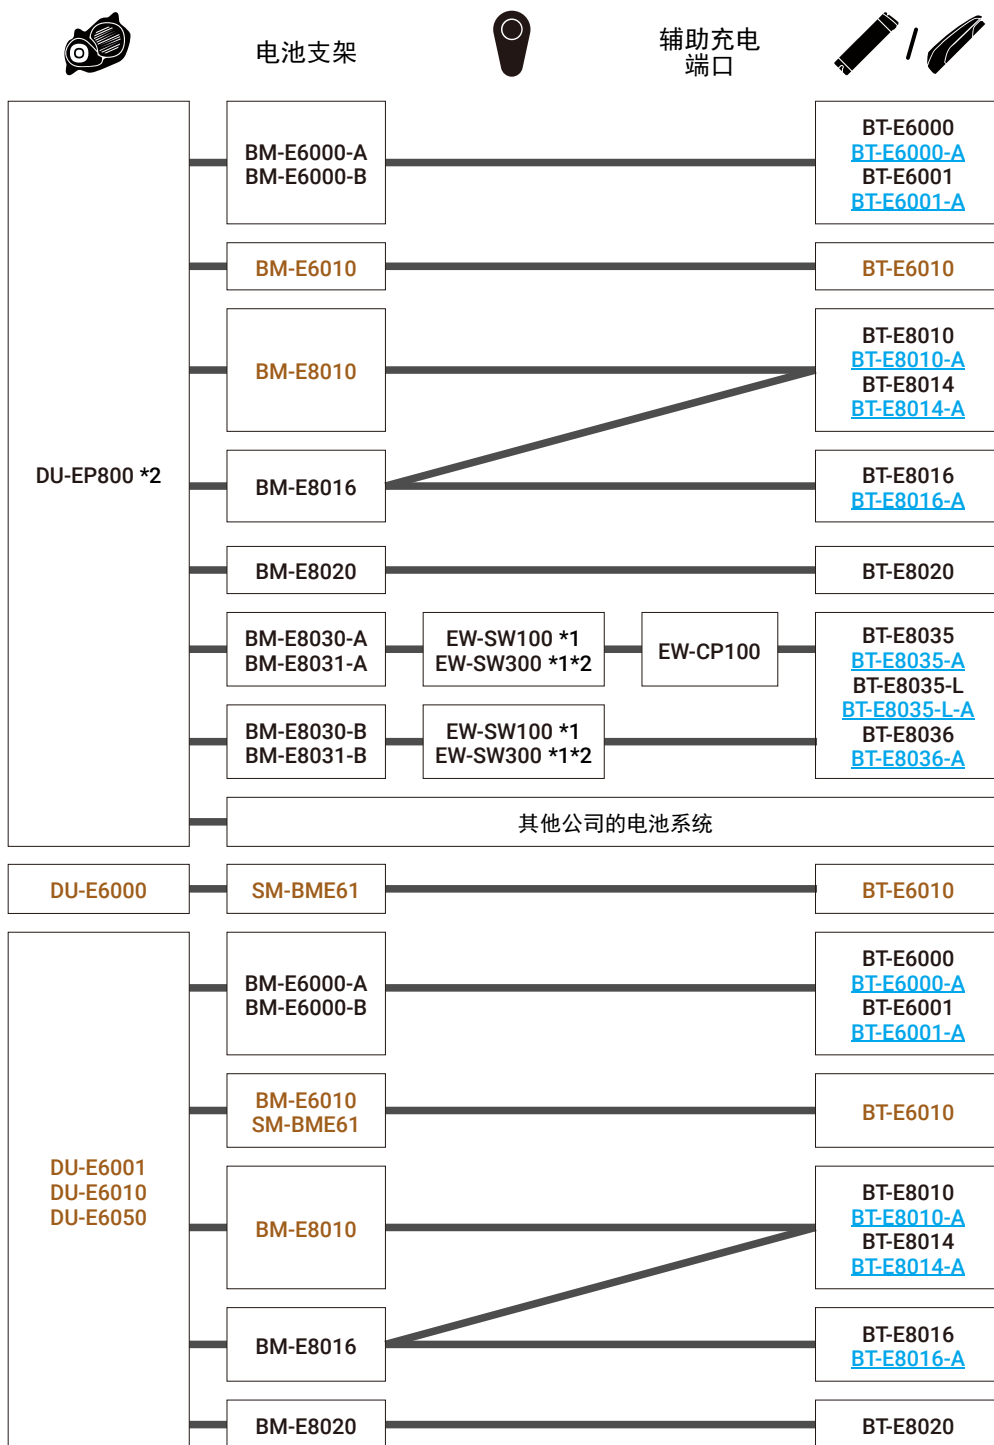 电池支架
辅助充电
端口
DU-EP800 *2
BM-E6000-A
BM-E6000-B
BT-E6000
BT-E6000-A
BT-E6001
BT-E6001-A
BM-E6010
BT-E6010
BM-E8010
BT-E8010
BT-E8010-A
BT-E8014
BT-E8014-A
BM-E8016
BT-E8016
BT-E8016-A
BM-E8020
BT-E8020
BM-E8030-A
BM-E8031-A
EW-SW100 *1
EW-SW300 *1*2
EW-CP100
BT-E8035
BT-E8035-A
BT-E8035-L
BT-E8035-L-A
BT-E8036
BT-E8036-A
BM-E8030-B
BM-E8031-B
EW-SW100 *1
EW-SW300 *1*2
其他公司的电池系统
DU-E6000
SM-BME61
BT-E6010
DU-E6001
DU-E6010
DU-E6050
BM-E6000-A
BM-E6000-B
BT-E6000
BT-E6000-A
BT-E6001
BT-E6001-A
BM-E6010
SM-BME61
BT-E6010
BM-E8010
BT-E8010
BT-E8010-A
BT-E8014
BT-E8014-A
BM-E8016
BT-E8016
BT-E8016-A
BM-E8020
BT-E8020